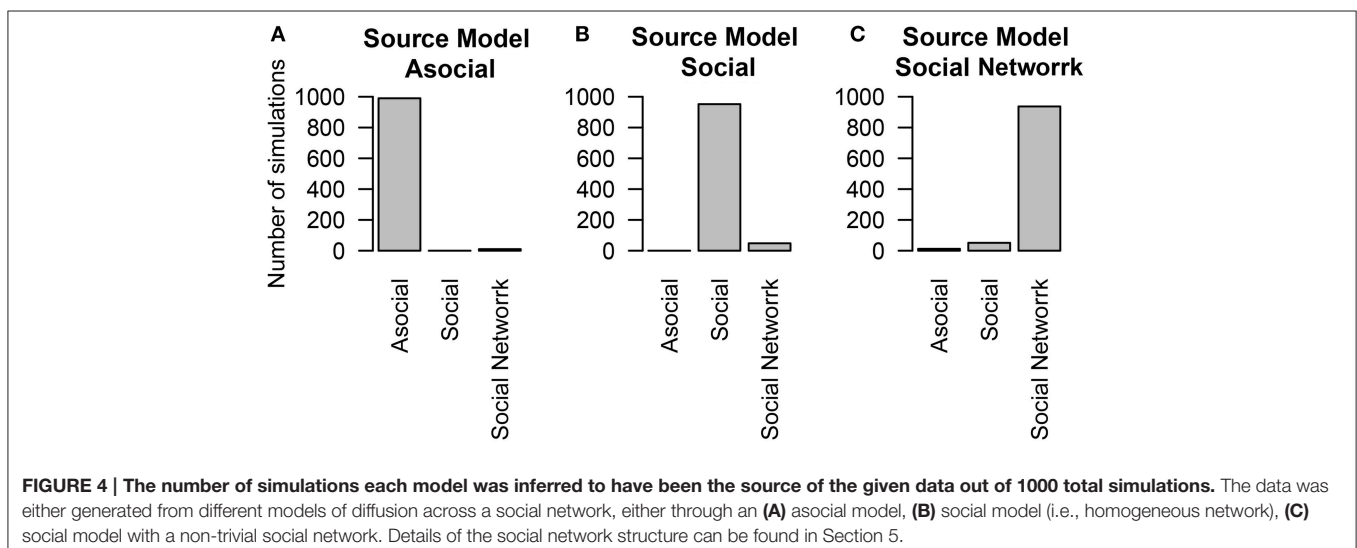 A
Source Model
Asocial
Number of simulations
1000
800
600
400
200
0
Asocial
Social
Social Networrk
B
Source Model
Social
1000
800
600
400
200
0
Asocial
Social
Social Networrk
C
Source Model
Social Networrk
1000
800
600
400
200
0
Asocial
Social
Social Networrk
FIGURE 4 | The number of simulations each model was inferred to have been the source of the given data out of 1000 total simulations. The data was
either generated from different models of diffusion across a social network, either through an (A) asocial model, (B) social model (i.e., homogeneous network), (C)
social model with a non-trivial social network. Details of the social network structure can be found in Section 5.